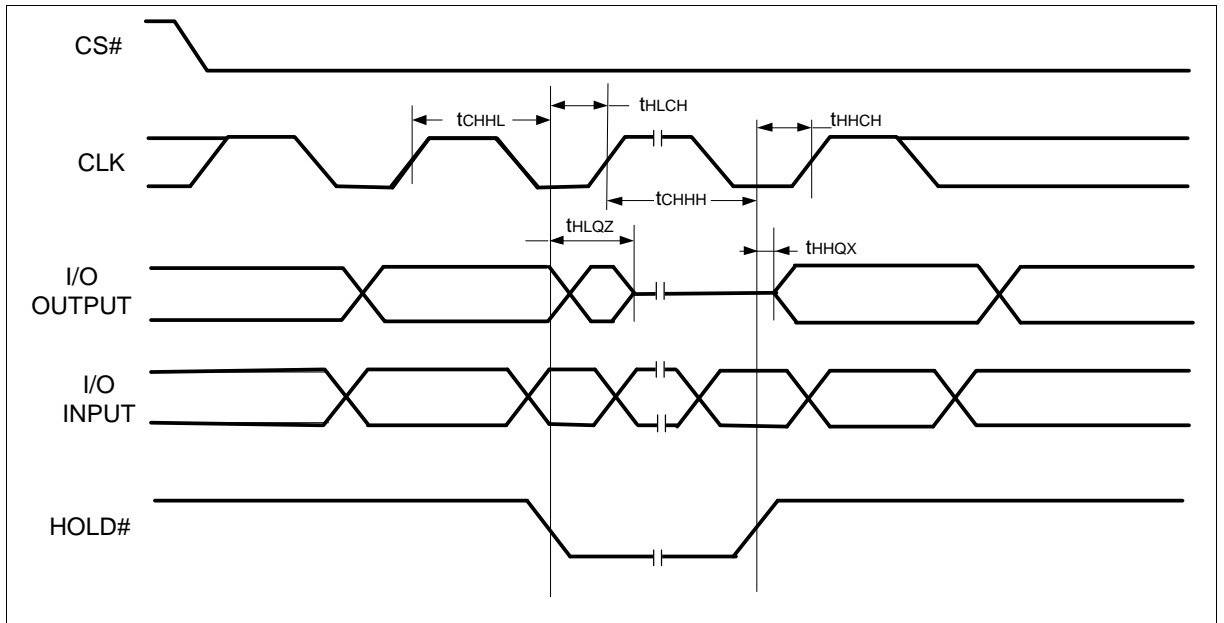 CS#
tHLCH
tCHHL
tHHCH
CLK
tCHHH
tHLQZ
tHHQX
I/O
OUTPUT
I/O
INPUT
HOLD#